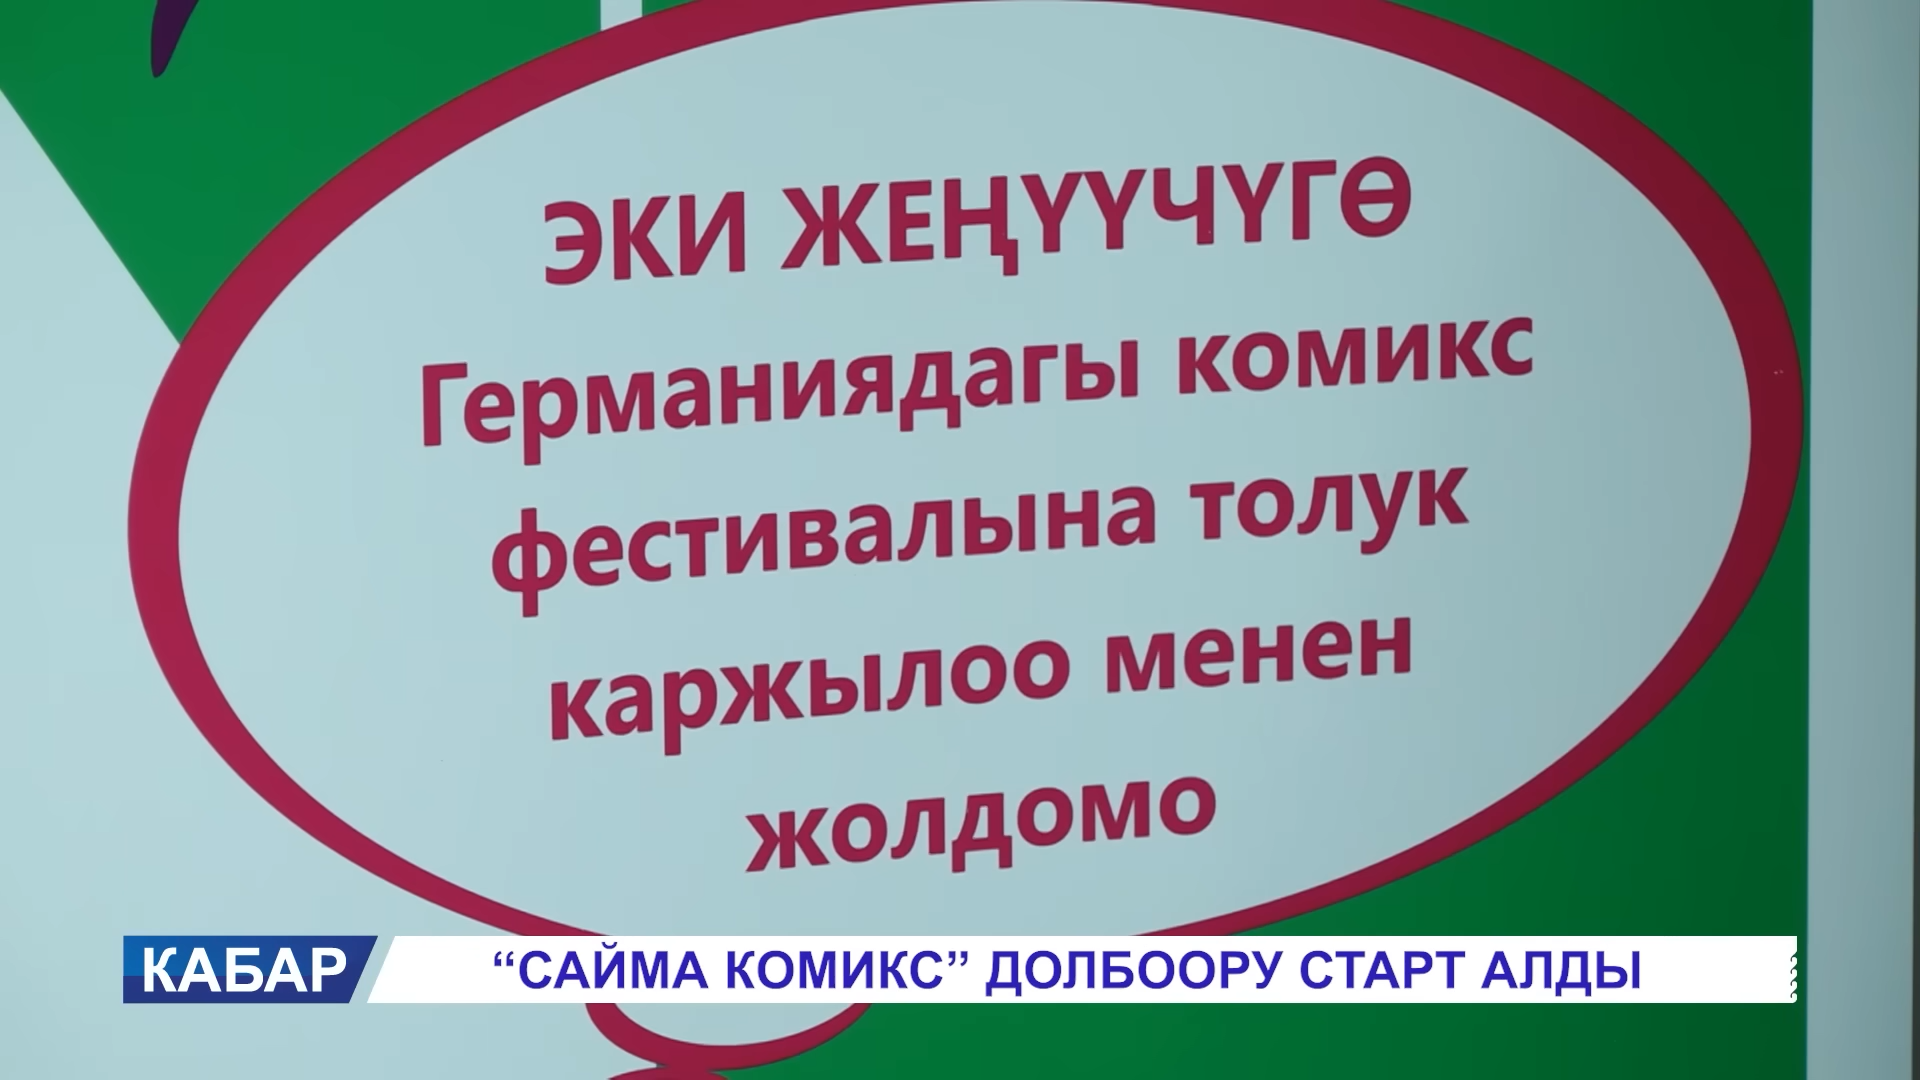 ЭКИ ЖЕҢҮҮЧҮГӨ
Германиядагы комикс
фестивалына толук
каржылоо менен
жолдомо
КАБАР
“САЙМА КОМИКС” ДОЛБООРУ СТАРТ АЛДЫ